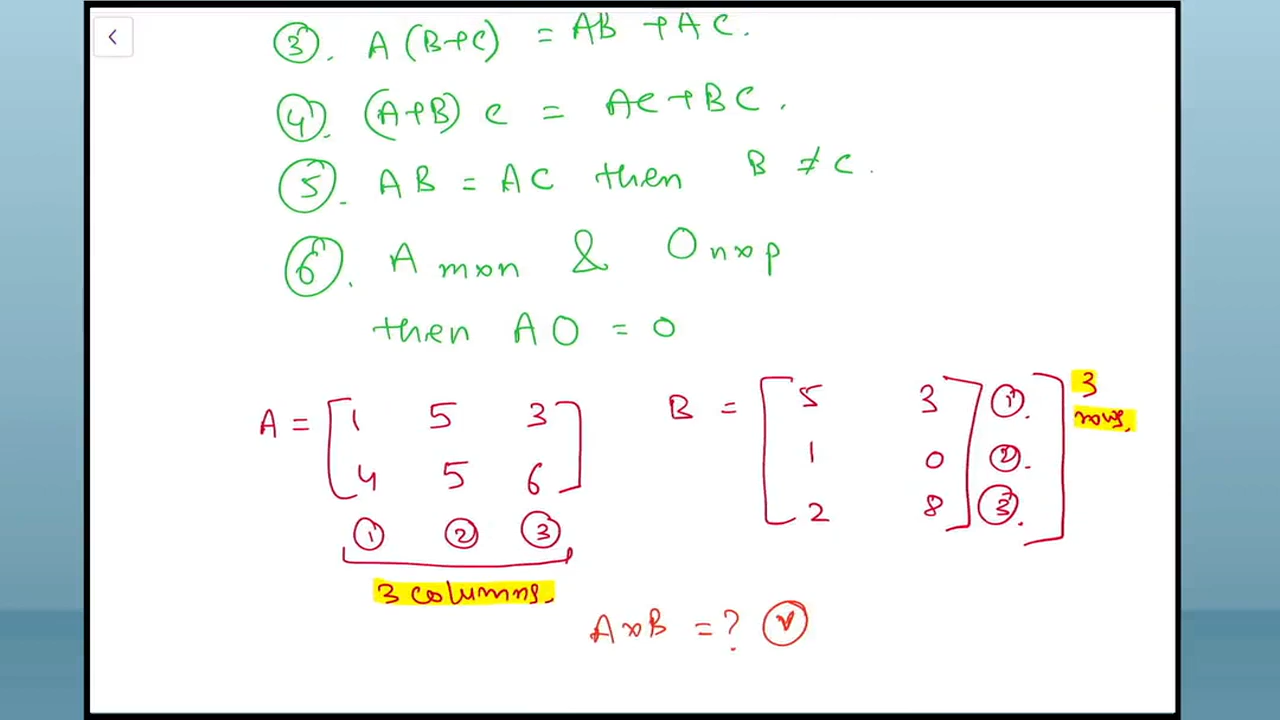 ③. A (B+C) = AB + AC.
④. (A+B) C = AC+BC.
⑤. AB = AC then B ≠ C.
⑥. A m×n & O n×p
then AO = 0
A = [1 5 3
4 5 6]
① ② ③
3 columns.
B = [5 3] ①.
1 0 ②.
2 8 ③.
3
rows.
A×B = ? ✓